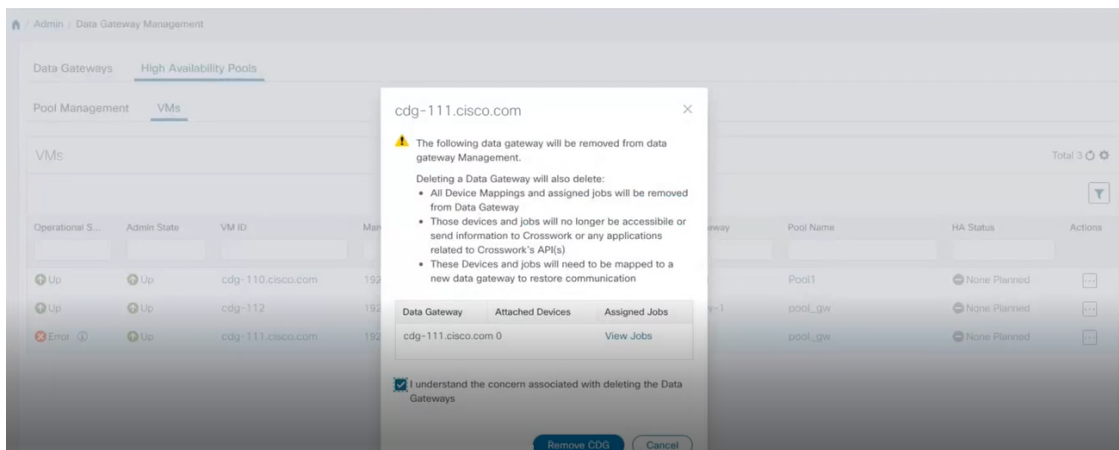 Admin / Data Gateway Management
Data Gateways High Availability Pools
Pool Management VMs
VMs
Total 3
cdg-111.cisco.com
The following data gateway will be removed from data
gateway Management.
Deleting a Data Gateway will also delete:
• All Device Mappings and assigned jobs will be removed
from Data Gateway
• Those devices and jobs will no longer be accessibile or
send information to Crosswork or any applications
related to Crosswork's API(s)
• These Devices and jobs will need to be mapped to a
new data gateway to restore communication
Operational S... Admin State VM ID Pool Name HA Status Actions
Up Up cdg-110.cisco.com 192 Pool1 None Planned
Up Up cdg-112 192 pool_gw None Planned
Error Up cdg-111.cisco.com 192 pool_gw None Planned
Data Gateway Attached Devices Assigned Jobs
cdg-111.cisco.com 0 View Jobs
I understand the concern associated with deleting the Data
Gateways
Remove CDG Cancel